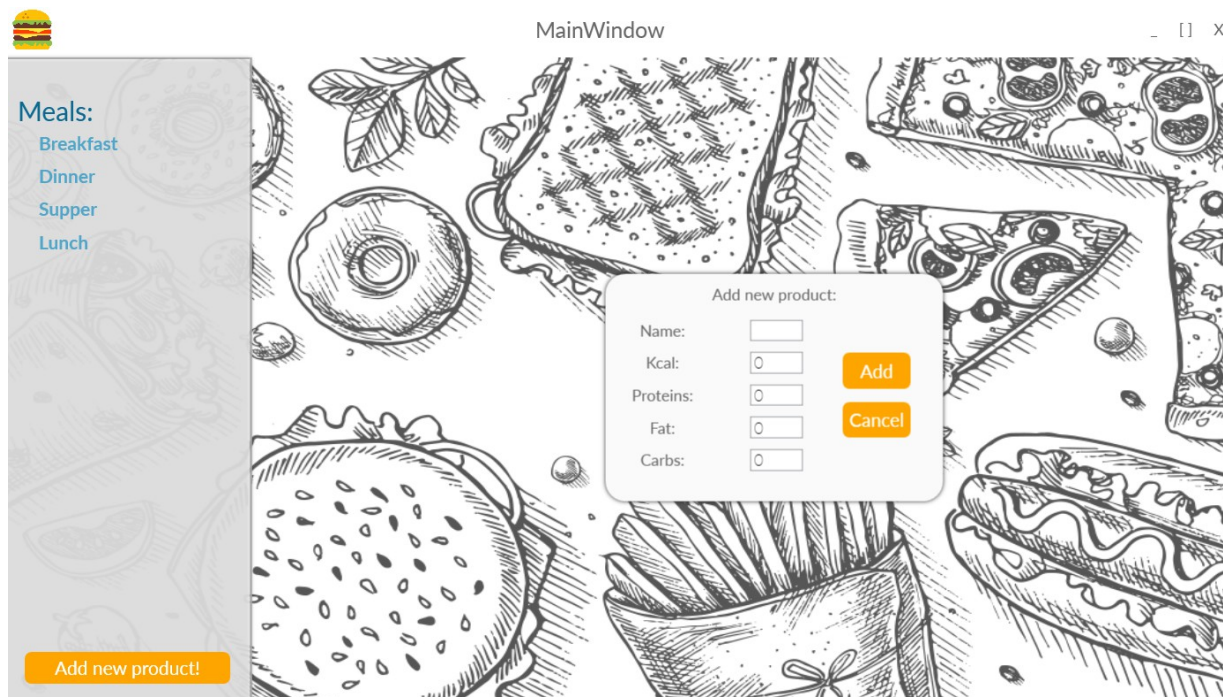 MainWindow
_ [ ] X
Meals:
Breakfast
Dinner
Supper
Lunch
Add new product!
Add new product:
Name:
Kcal: 0
Proteins: 0
Fat: 0
Carbs: 0
Add
Cancel